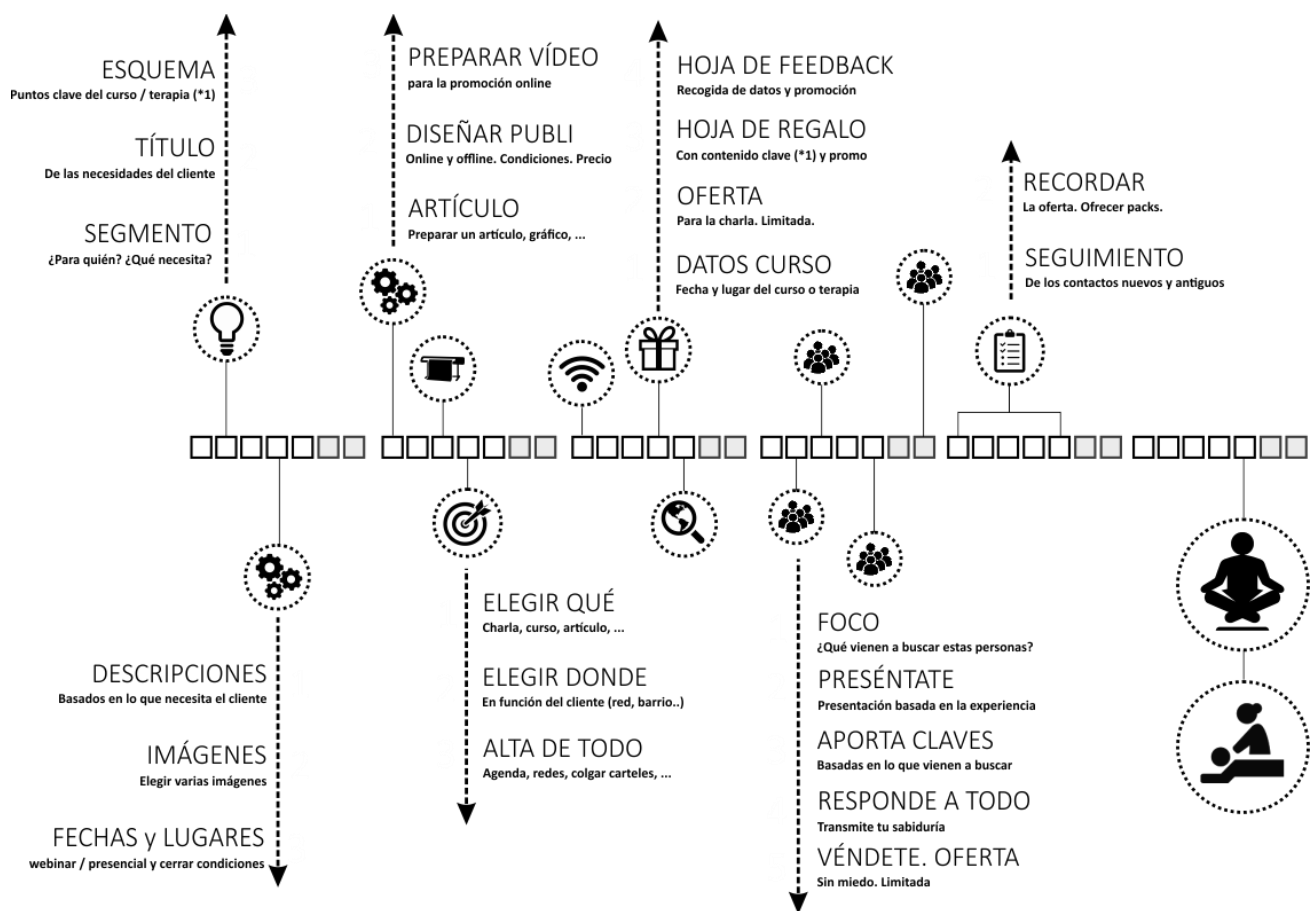 ESQUEMA
Puntos clave del curso / terapia (*1)
TÍTULO
De las necesidades del cliente
SEGMENTO
¿Para quién? ¿Qué necesita?
PREPARAR VÍDEO
para la promoción online
DISEÑAR PUBLI
Online y offline. Condiciones. Precio
ARTÍCULO
Preparar un artículo, gráfico, ...
HOJA DE FEEDBACK
Recogida de datos y promoción
HOJA DE REGALO
Con contenido clave (*1) y promo
OFERTA
Para la charla. Limitada.
DATOS CURSO
Fecha y lugar del curso o terapia
RECORDAR
La oferta. Ofrecer packs.
SEGUIMIENTO
De los contactos nuevos y antiguos
DESCRIPCIONES
Basados en lo que necesita el cliente
IMÁGENES
Elegir varias imágenes
FECHAS y LUGARES
webinar / presencial y cerrar condiciones
ELEGIR QUÉ
Charla, curso, artículo, ...
ELEGIR DONDE
En función del cliente (red, barrio..)
ALTA DE TODO
Agenda, redes, colgar carteles, ...
FOCO
¿Qué vienen a buscar estas personas?
PRESÉNTATE
Presentación basada en la experiencia
APORTA CLAVES
Basadas en lo que vienen a buscar
RESPONDE A TODO
Transmite tu sabiduría
VÉNDETE. OFERTA
Sin miedo. Limitada